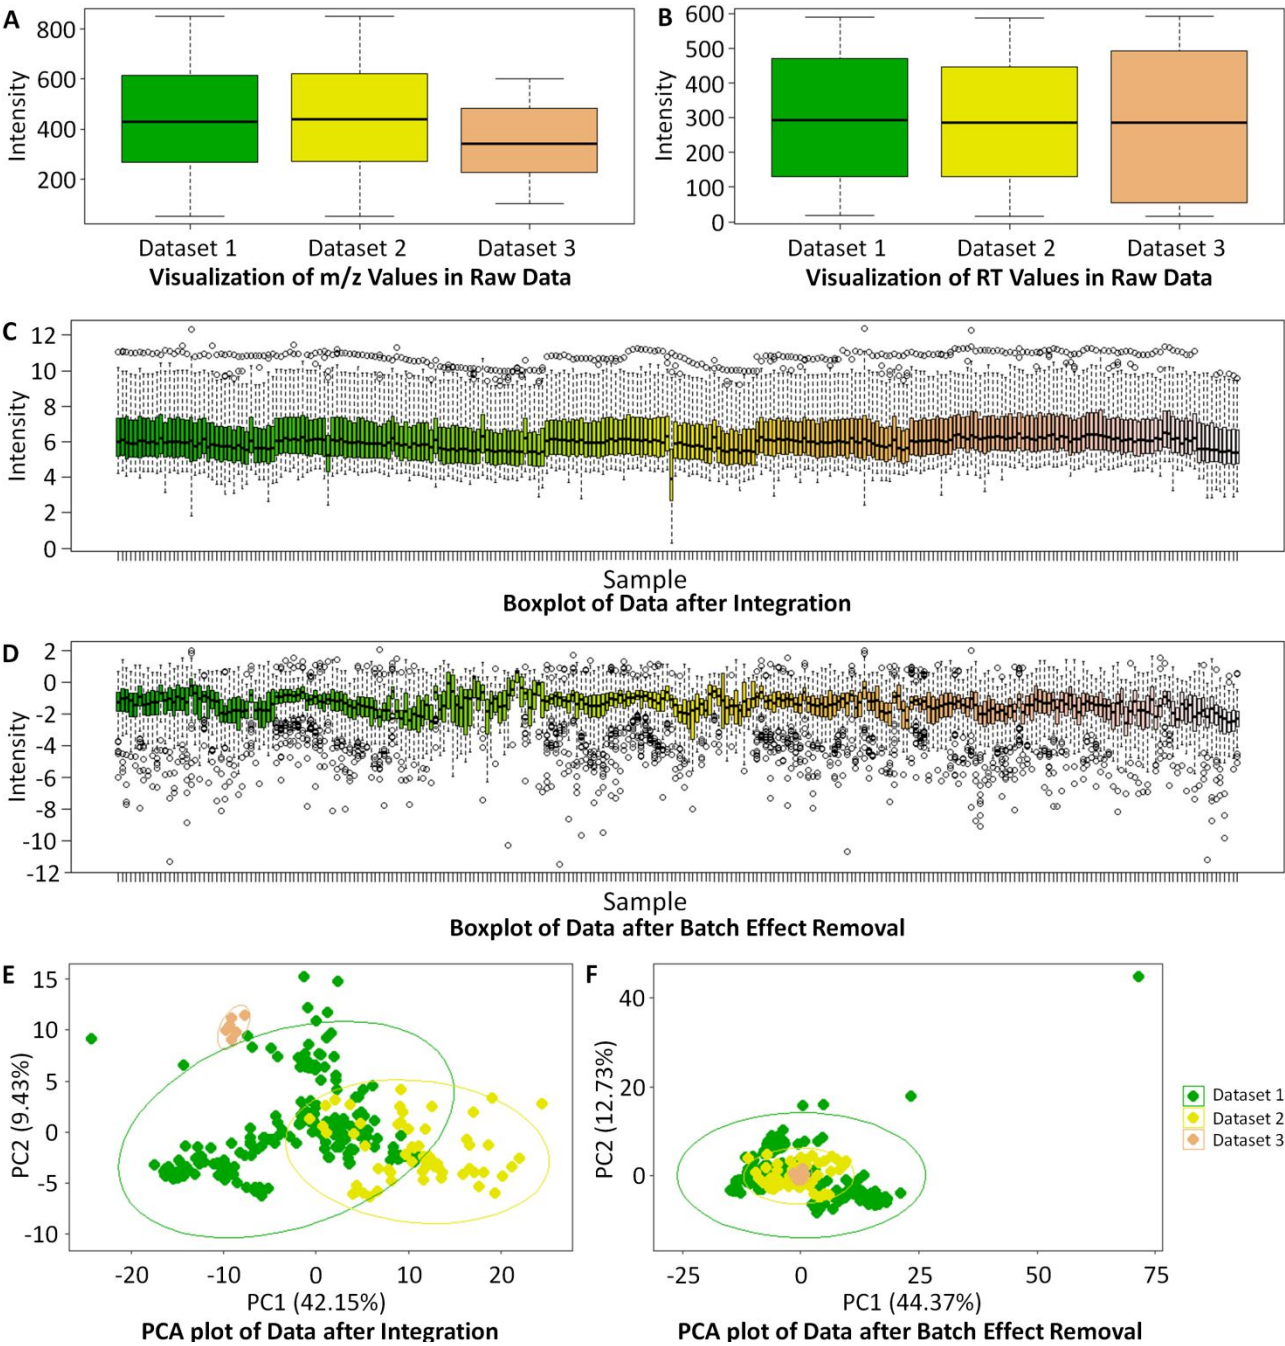 A
Intensity
800
600
400
200
Dataset 1
Dataset 2
Dataset 3
Visualization of m/z Values in Raw Data
B
Intensity
600
500
400
300
200
100
0
Dataset 1
Dataset 2
Dataset 3
Visualization of RT Values in Raw Data
C
Intensity
12
10
8
6
4
2
0
Sample
Boxplot of Data after Integration
D
Intensity
2
0
-2
-4
-6
-8
-10
-12
Sample
Boxplot of Data after Batch Effect Removal
E
PC2 (9.43%)
15
10
5
0
-5
-10
-20
-10
0
10
20
PC1 (42.15%)
PCA plot of Data after Integration
F
PC2 (12.73%)
40
20
0
-25
0
25
50
75
PC1 (44.37%)
PCA plot of Data after Batch Effect Removal
Dataset 1
Dataset 2
Dataset 3